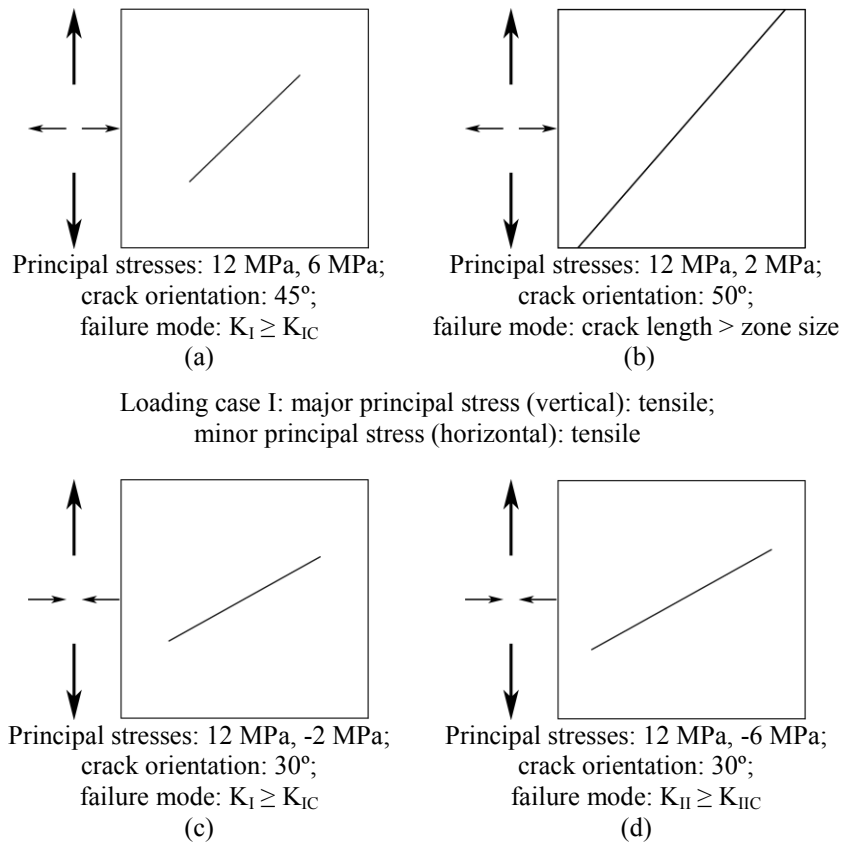 Principal stresses: 12 MPa, 6 MPa;
crack orientation: 45º;
failure mode: K_I ≥ K_IC
(a)
Principal stresses: 12 MPa, 2 MPa;
crack orientation: 50º;
failure mode: crack length > zone size
(b)
Loading case I: major principal stress (vertical): tensile;
minor principal stress (horizontal): tensile
Principal stresses: 12 MPa, -2 MPa;
crack orientation: 30º;
failure mode: K_I ≥ K_IC
(c)
Principal stresses: 12 MPa, -6 MPa;
crack orientation: 30º;
failure mode: K_II ≥ K_IIC
(d)